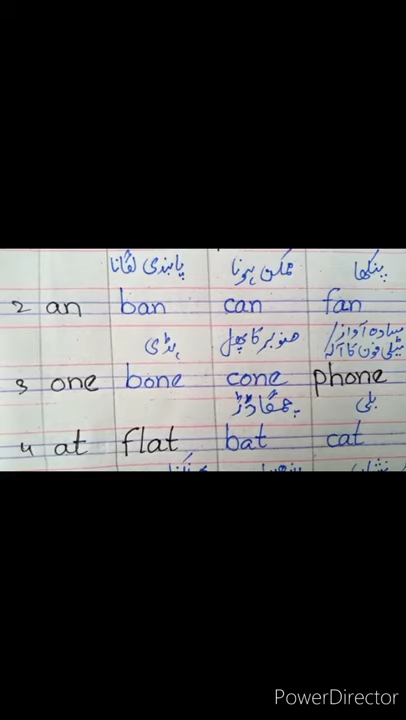 پابندی لگانا ممکن ہونا پنکھا
2 an ban can fan
ہڈی صنوبر کا پھل سادہ آواز/
ٹیلی فون کا آلہ
3 one bone cone phone
چمگادڑ بلی
4 at flat bat cat
PowerDirector